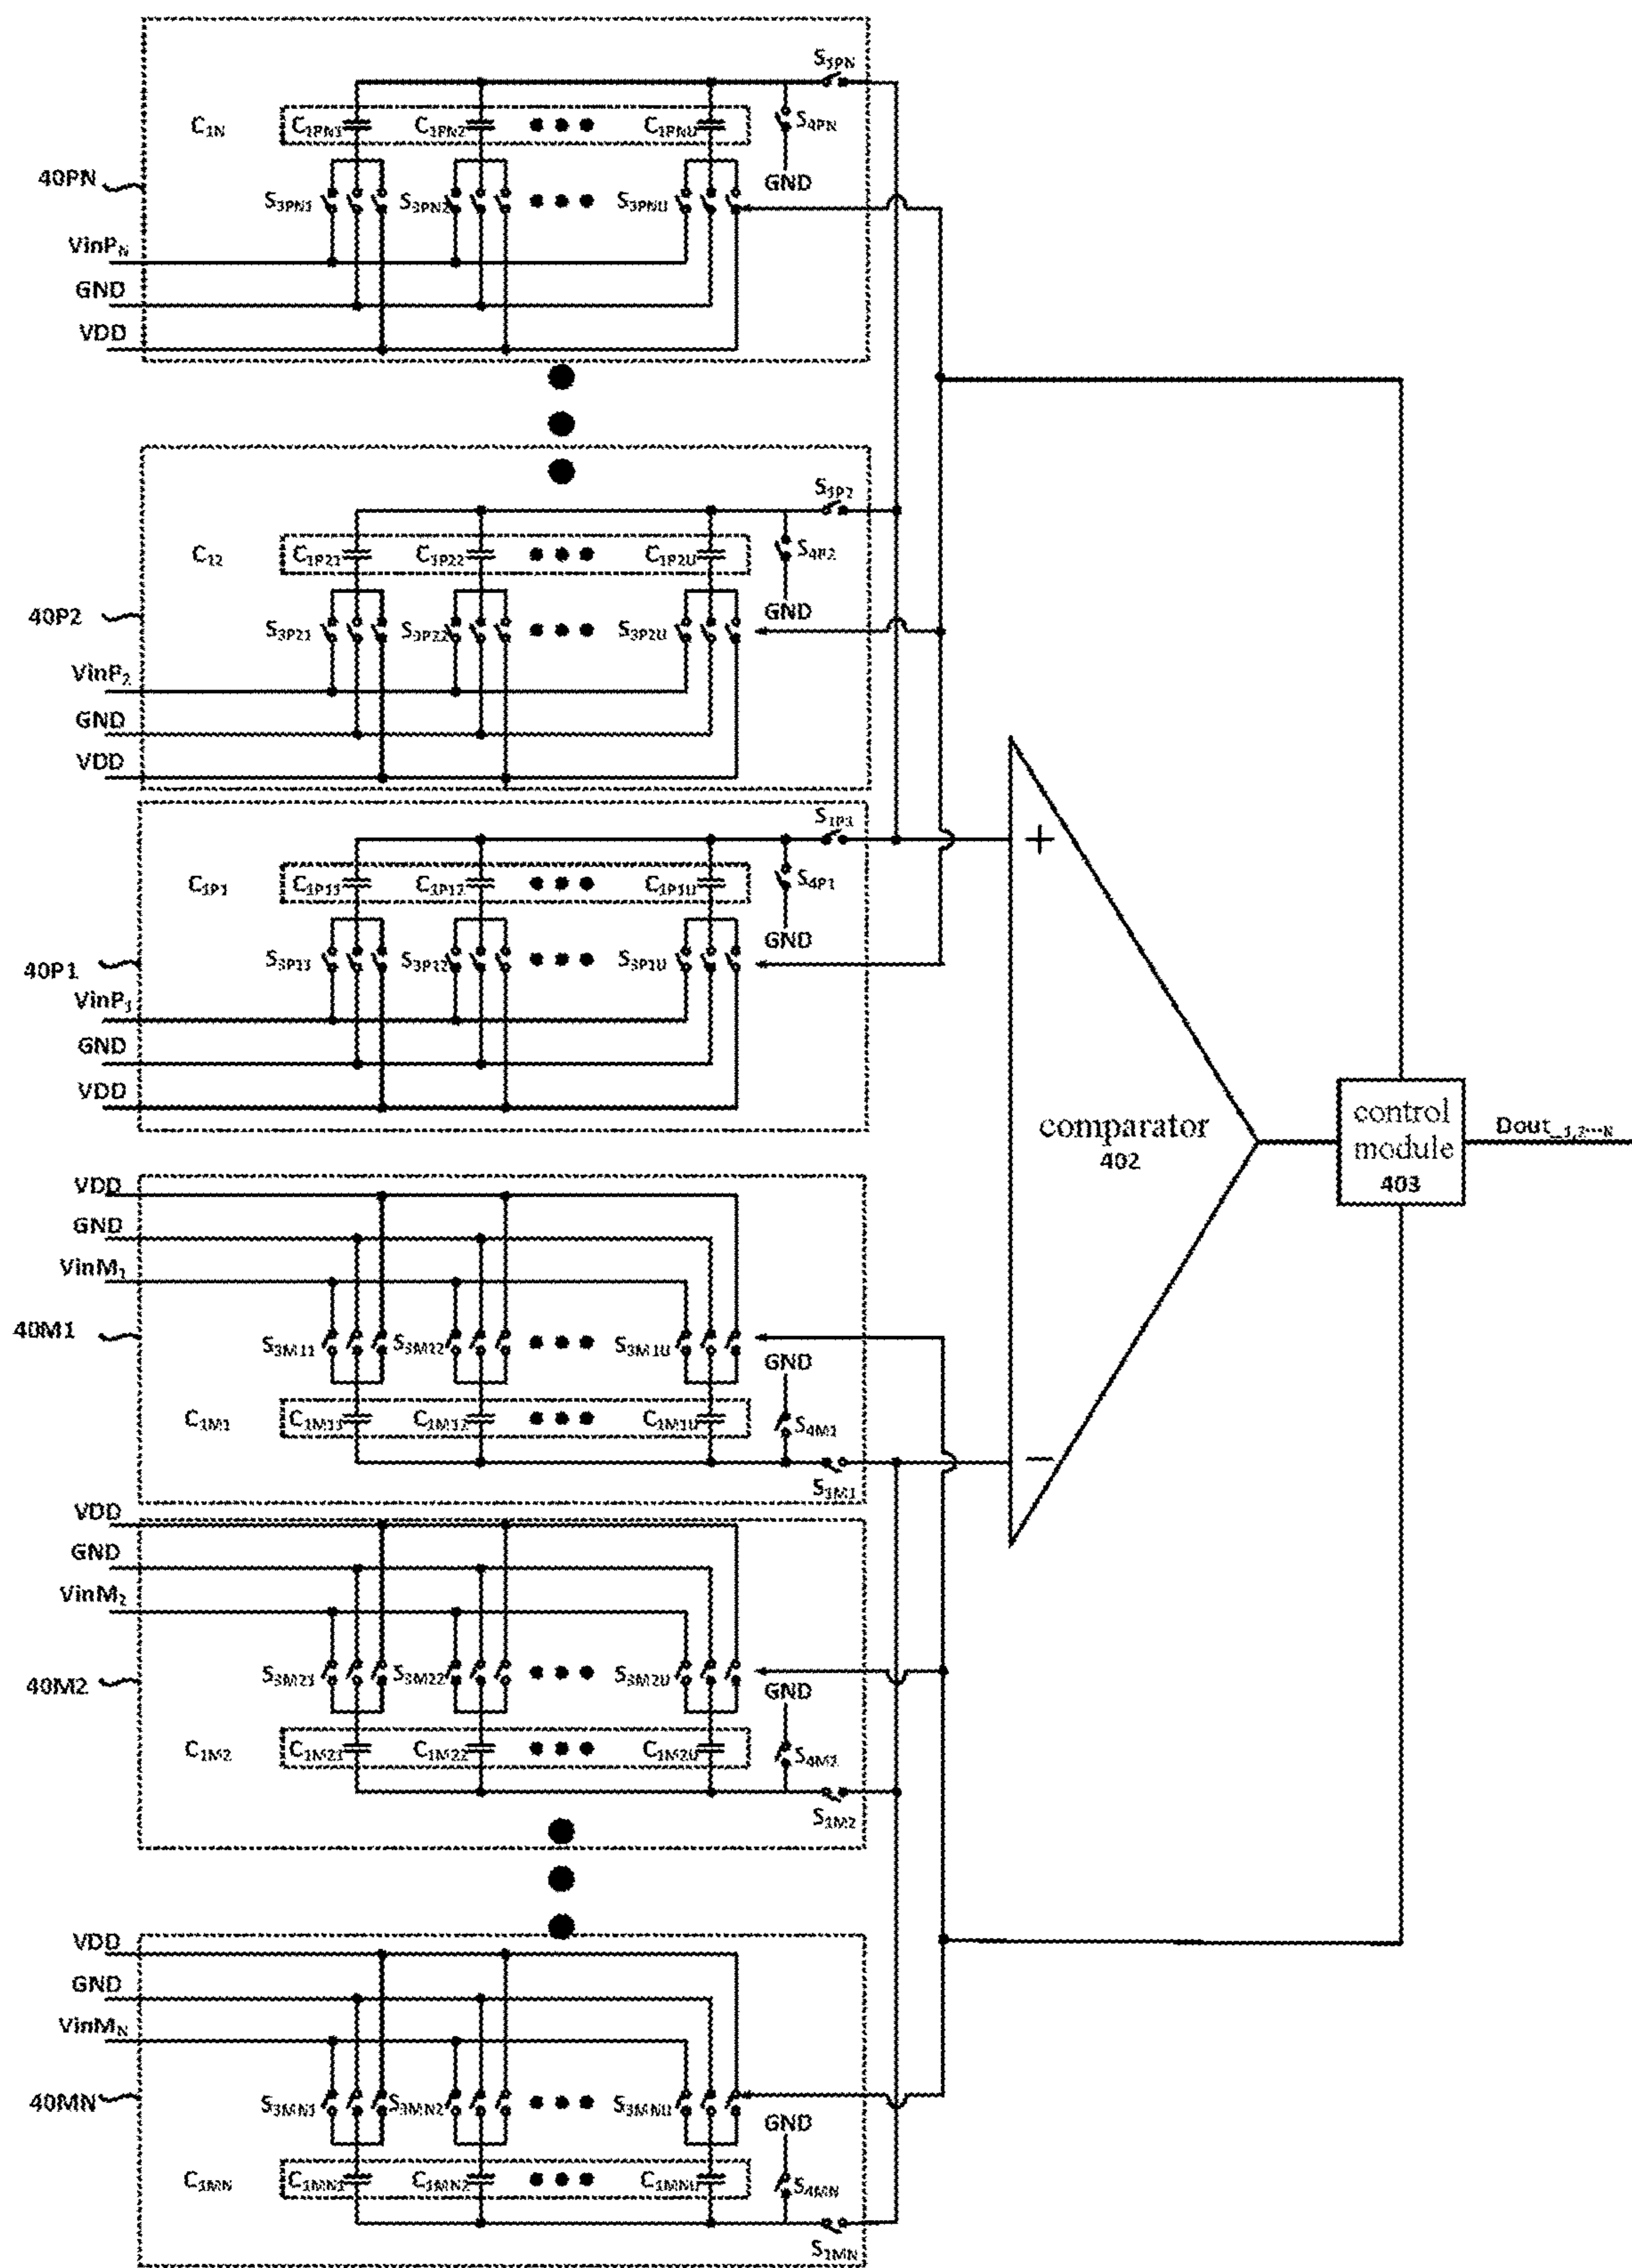 S₁PN
C₁N
C₁PN₁ C₁PN₂ C₁PNU
S₄PN
GND
40PN
S₃PN₁ S₃PN₂ S₃PNU
VinPN
GND
VDD
S₁P₂
C₁₂
C₁P₂₁ C₁P₂₂ C₁P₂U
S₄P₂
GND
40P2
S₃P₂₁ S₃P₂₂ S₃P₂U
VinP₂
GND
VDD
S₁P₁
C₁P₁
C₁P₁₁ C₁P₁₂ C₁P₁U
S₄P₁
GND
40P1
S₃P₁₁ S₃P₁₂ S₃P₁U
VinP₁
GND
VDD
+
comparator
402
control
module
403
Dout_1,2…N
VDD
GND
VinM₁
40M1
S₃M₁₁ S₃M₁₂ S₃M₁U
GND
C₁M₁
C₁M₁₁ C₁M₁₂ C₁M₁U
S₄M₁
S₁M₁
−
VDD
GND
VinM₂
40M2
S₃M₂₁ S₃M₂₂ S₃M₂U
GND
C₁M₂
C₁M₂₁ C₁M₂₂ C₁M₂U
S₄M₂
S₁M₂
VDD
GND
VinMN
40MN
S₃MN₁ S₃MN₂ S₃MNU
GND
C₁MN
C₁MN₁ C₁MN₂ C₁MNU
S₄MN
S₁MN